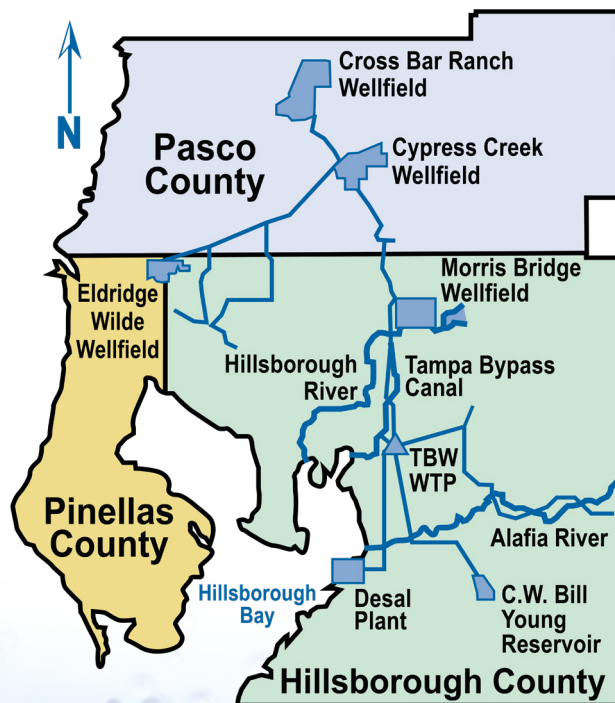 Cross Bar Ranch
Wellfield
N
Pasco
County
Cypress Creek
Wellfield
Eldridge
Wilde
Wellfield
Morris Bridge
Wellfield
Hillsborough
River
Tampa Bypass
Canal
TBW
WTP
Pinellas
County
Alafia River
Hillsborough
Bay
Desal
Plant
C.W. Bill
Young
Reservoir
Hillsborough County